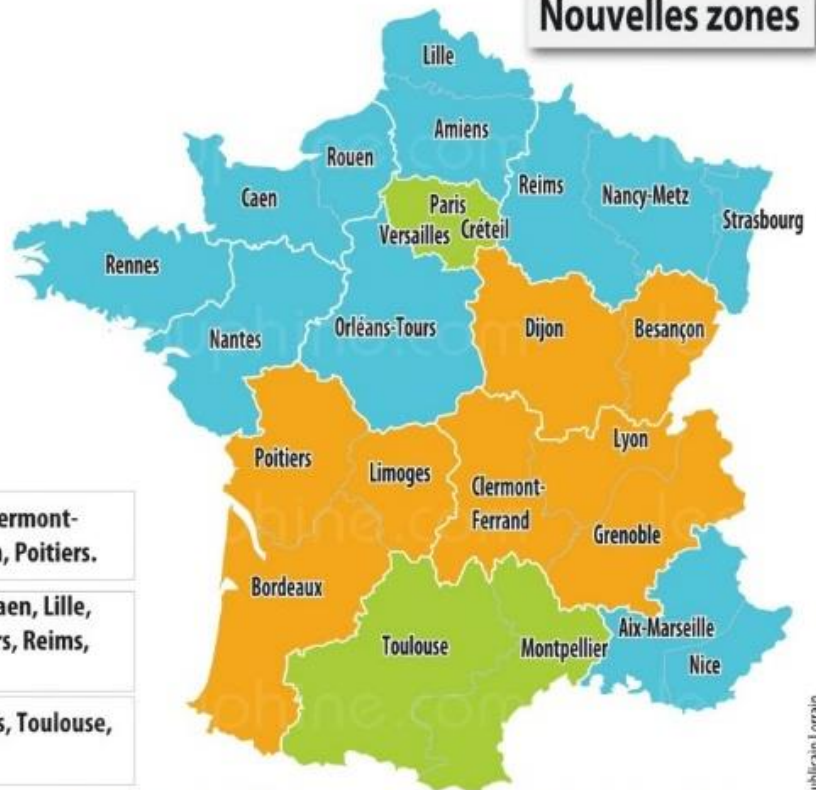 Nouvelles zones
Lille
Amiens
Rouen
Caen
Reims
Nancy-Metz
Strasbourg
Paris
Versailles Créteil
Rennes
Nantes
Orléans-Tours
Dijon
Besançon
Poitiers
Limoges
Clermont-
Ferrand
Lyon
Grenoble
Bordeaux
Toulouse
Montpellier
Aix-Marseille
Nice
ermont-
, Poitiers.
aen, Lille,
rs, Reims,
s, Toulouse,